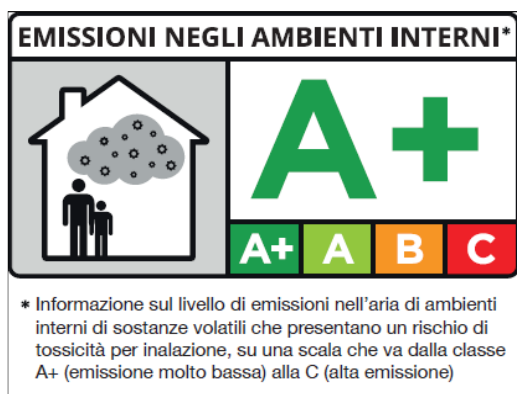 EMISSIONI NEGLI AMBIENTI INTERNI*
A+
A+ A B C
* Informazione sul livello di emissioni nell'aria di ambienti
interni di sostanze volatili che presentano un rischio di
tossicità per inalazione, su una scala che va dalla classe
A+ (emissione molto bassa) alla C (alta emissione)